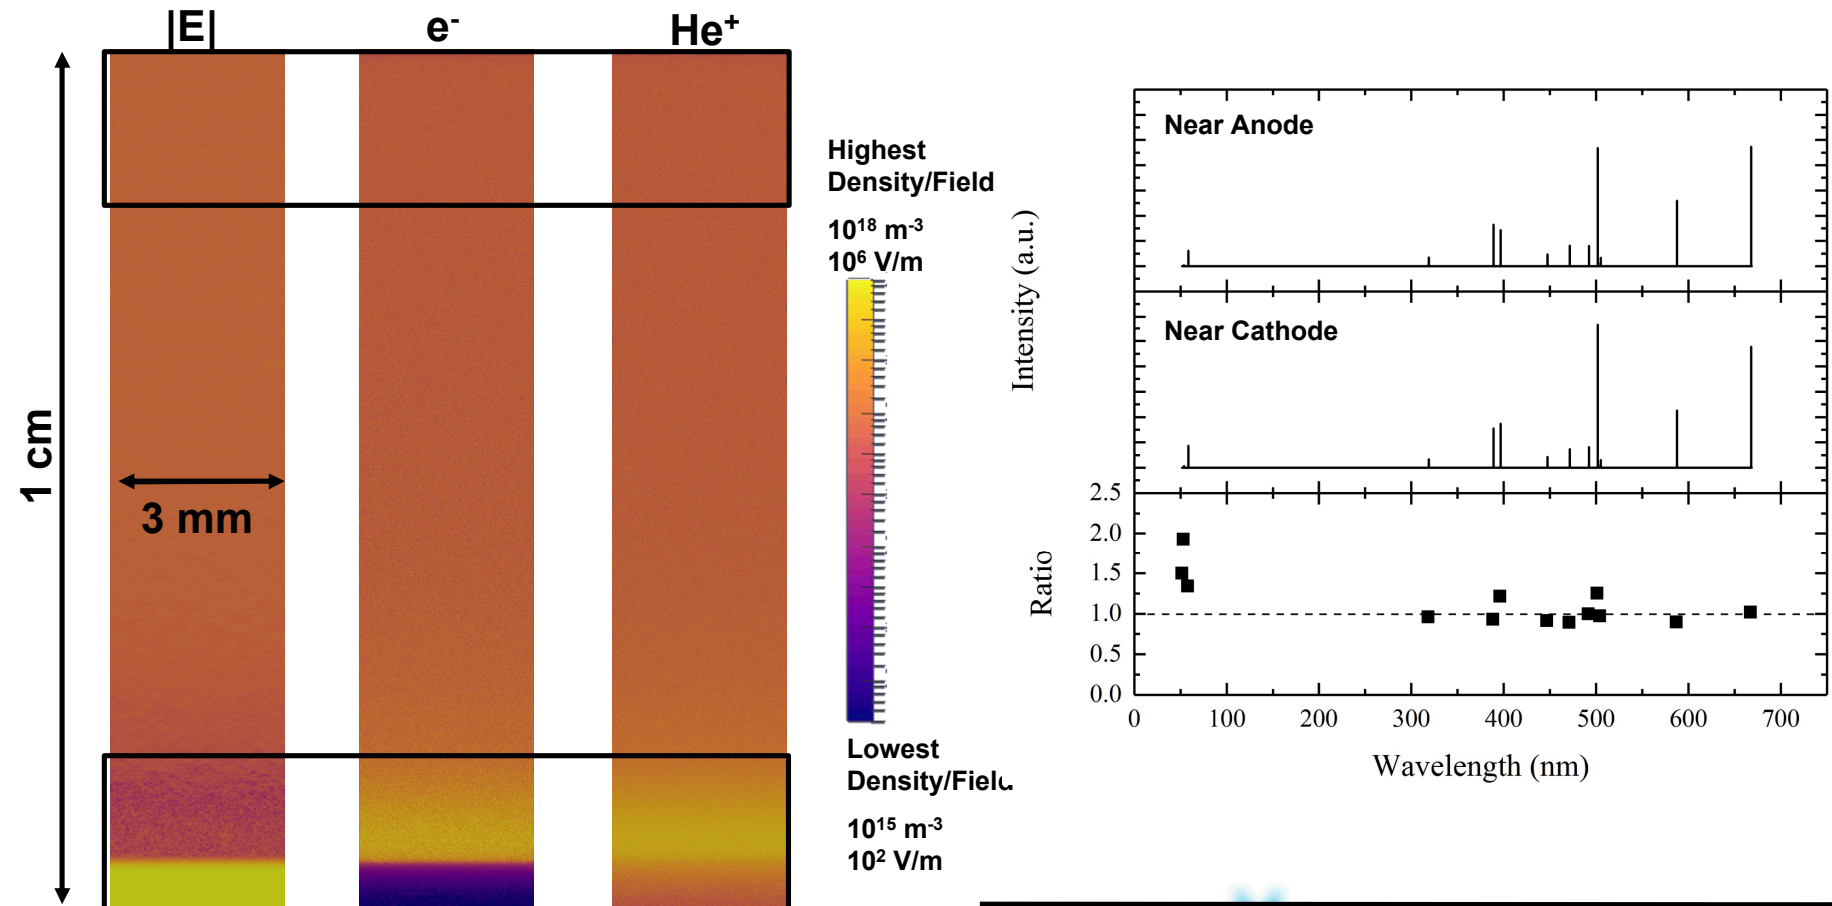 |E|
e⁻
He⁺
1 cm
3 mm
Highest
Density/Field
10¹⁸ m⁻³
10⁶ V/m
Lowest
Density/Field
10¹⁵ m⁻³
10² V/m
Near Anode
Near Cathode
Intensity (a.u.)
Ratio
2.5
2.0
1.5
1.0
0.5
0.0
0 100 200 300 400 500 600 700
Wavelength (nm)